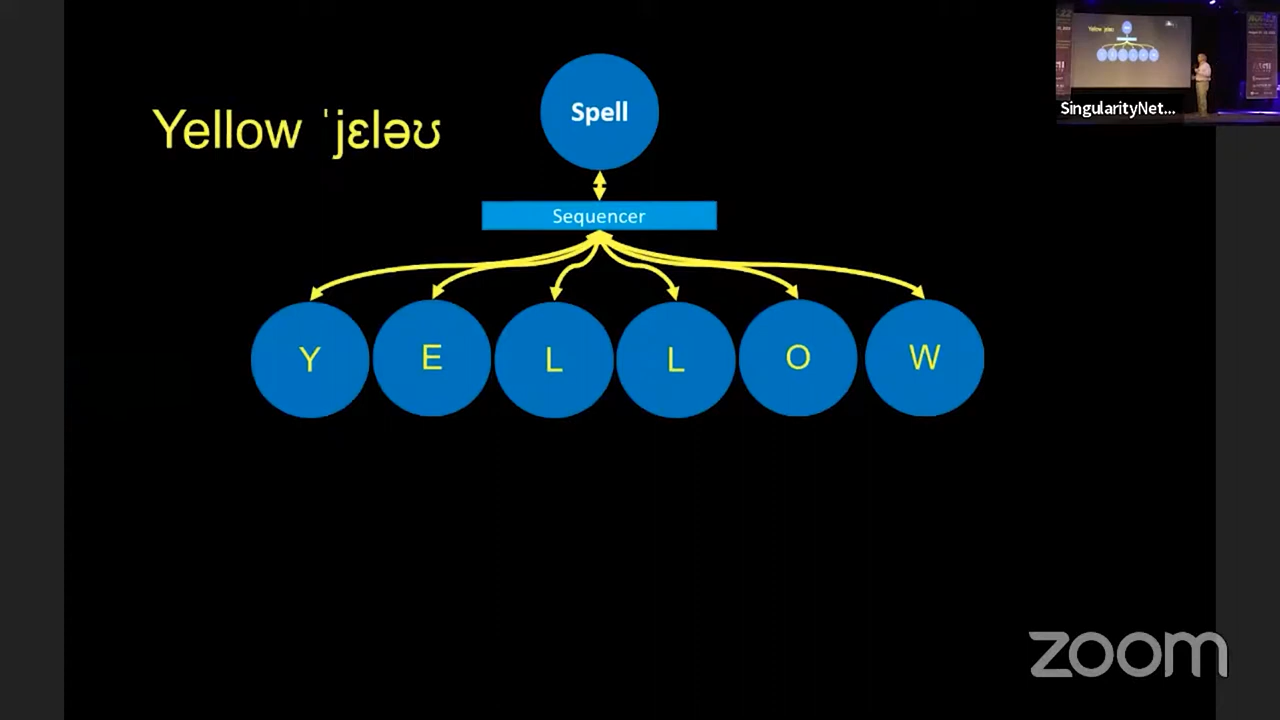 Spell
Yellow ˈjɛləʊ
Sequencer
Y E L L O W
SingularityNet...
zoom